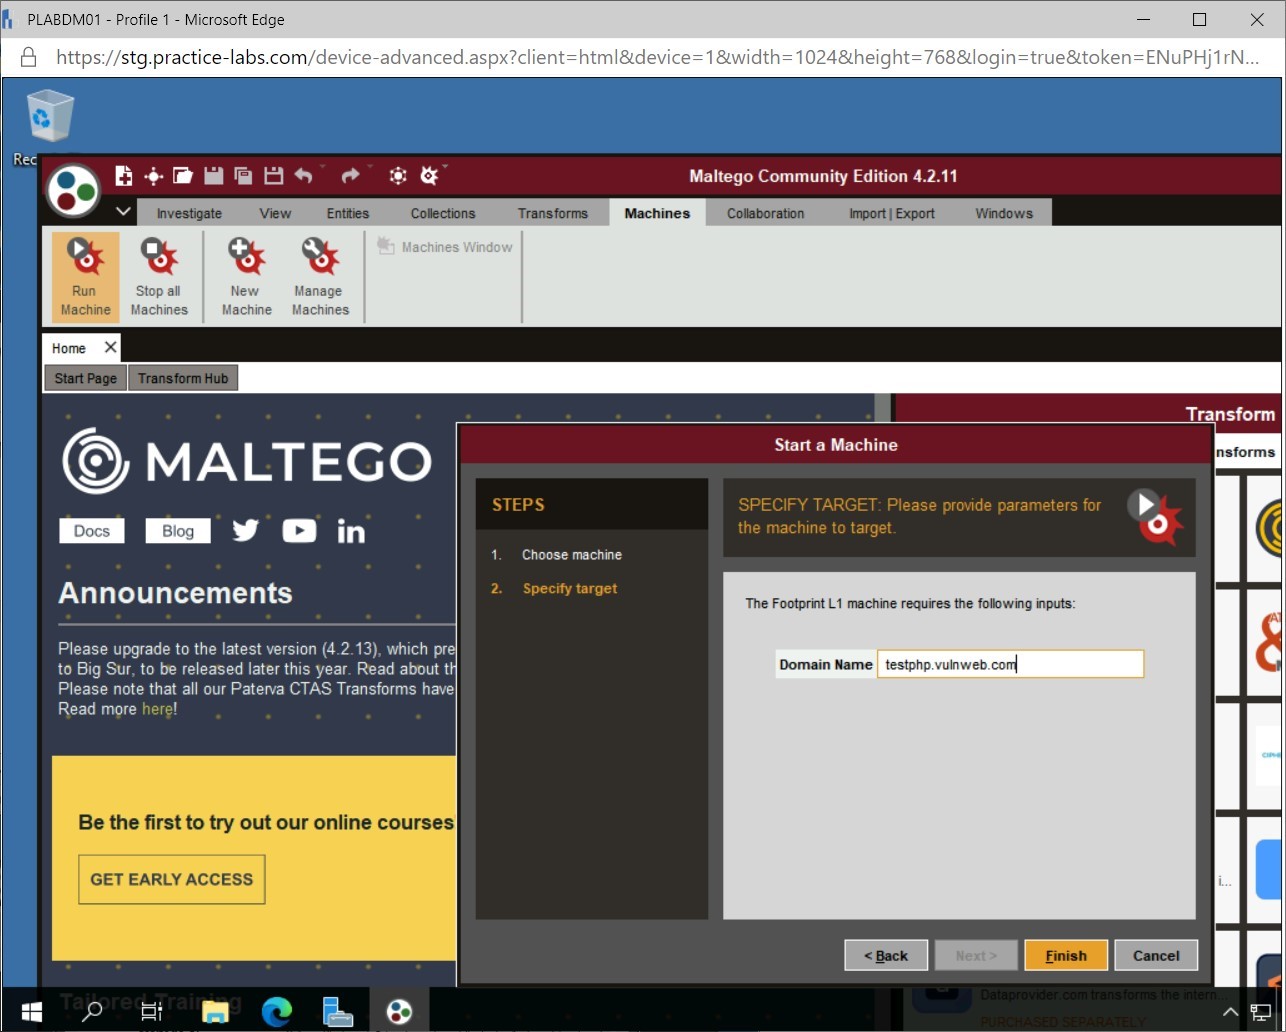 PLABDM01 - Profile 1 - Microsoft Edge
https://stg.practice-labs.com/device-advanced.aspx?client=html&device=1&width=1024&height=768&login=true&token=ENuPHj1rN...
Rec
Maltego Community Edition 4.2.11
Investigate View Entities Collections Transforms Machines Collaboration Import | Export Windows
Run Machine
Stop all Machines
New Machine
Manage Machines
Machines Window
Home
Start Page Transform Hub
Transform
nsforms
MALTEGO
Docs Blog
in
Announcements
Please upgrade to the latest version (4.2.13), which pre
to Big Sur, to be released later this year. Read about th
Please note that all our Paterva CTAS Transforms have
Read more here!
Be the first to try out our online courses
GET EARLY ACCESS
Tailored Training
Start a Machine
STEPS
1. Choose machine
2. Specify target
SPECIFY TARGET: Please provide parameters for
the machine to target.
The Footprint L1 machine requires the following inputs:
Domain Name testphp.vulnweb.com
< Back Next > Finish Cancel
i...
Dataprovider.com transforms the intern...
PURCHASED SEPARATELY